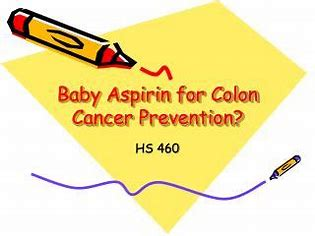 Baby Aspirin for Colon
Cancer Prevention?
HS 460